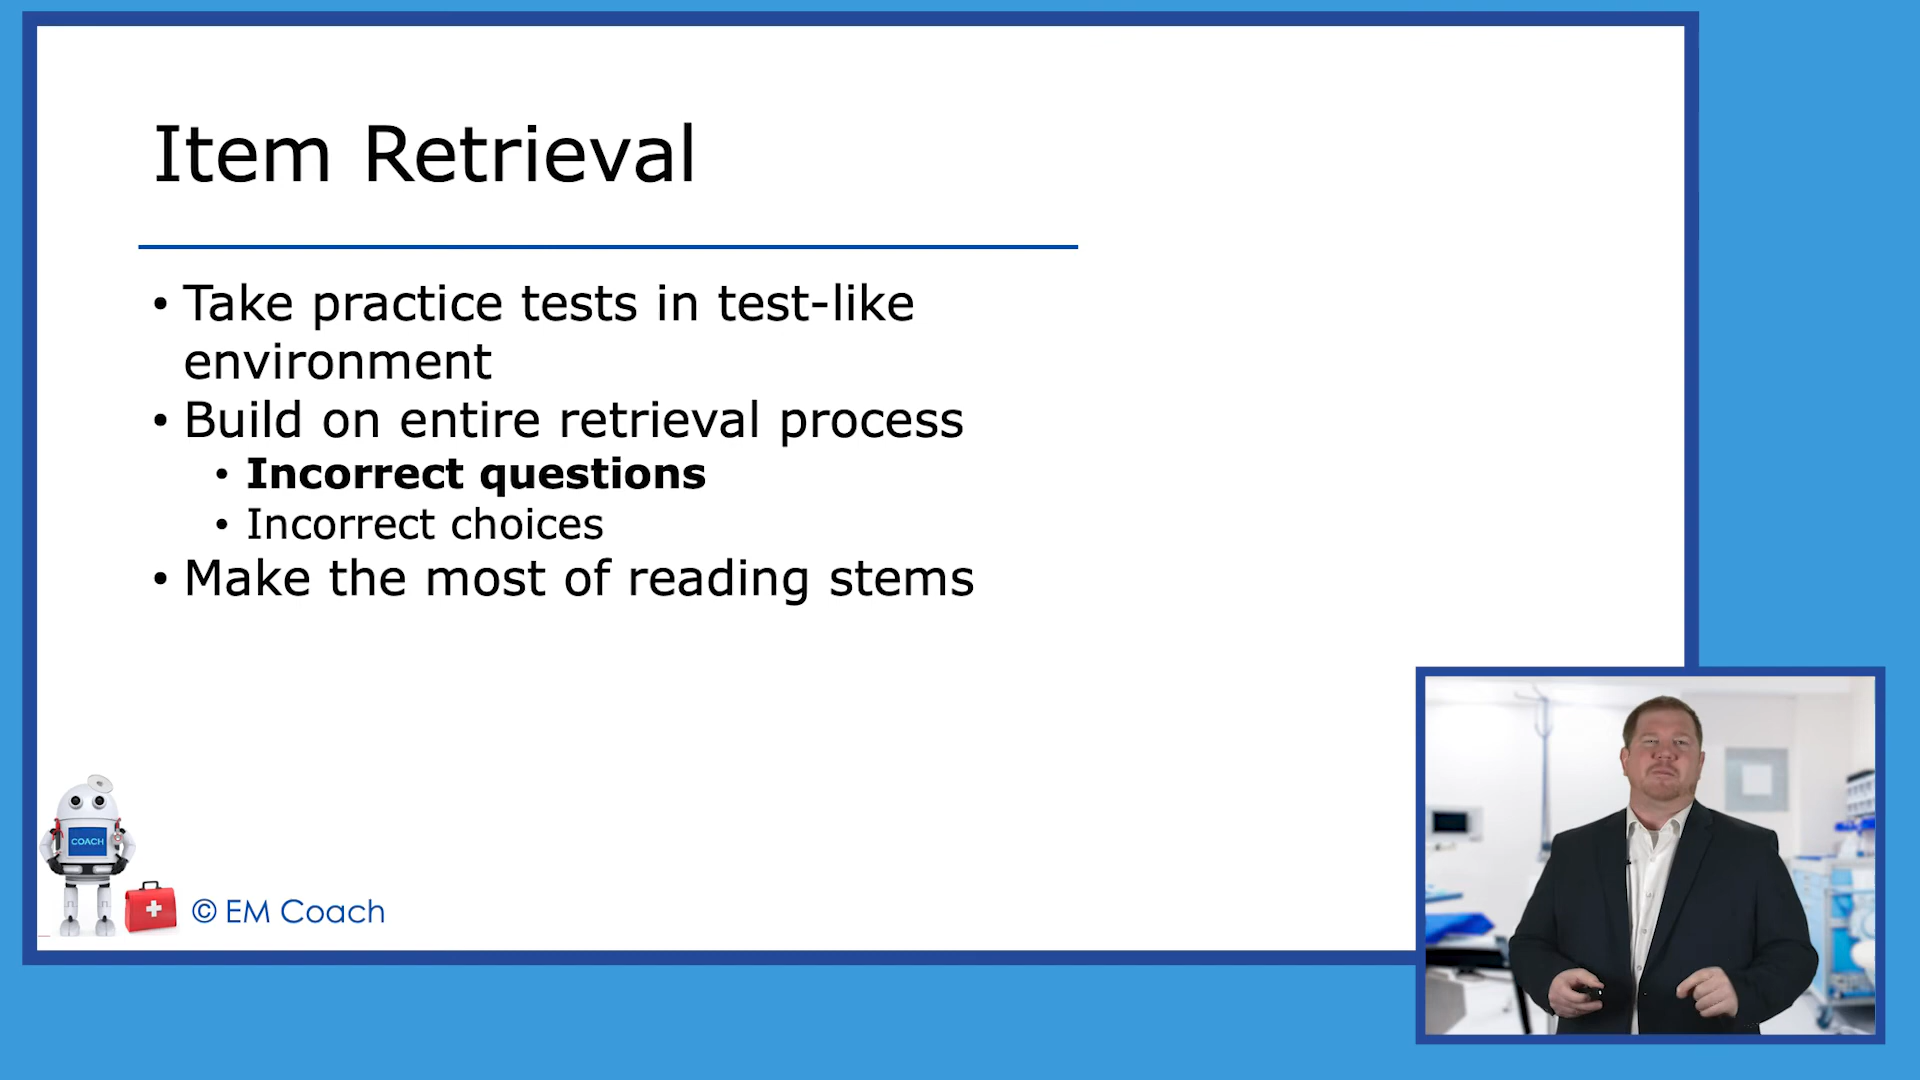 Item Retrieval
• Take practice tests in test-like
environment
• Build on entire retrieval process
• Incorrect questions
• Incorrect choices
• Make the most of reading stems
COACH
© EM Coach